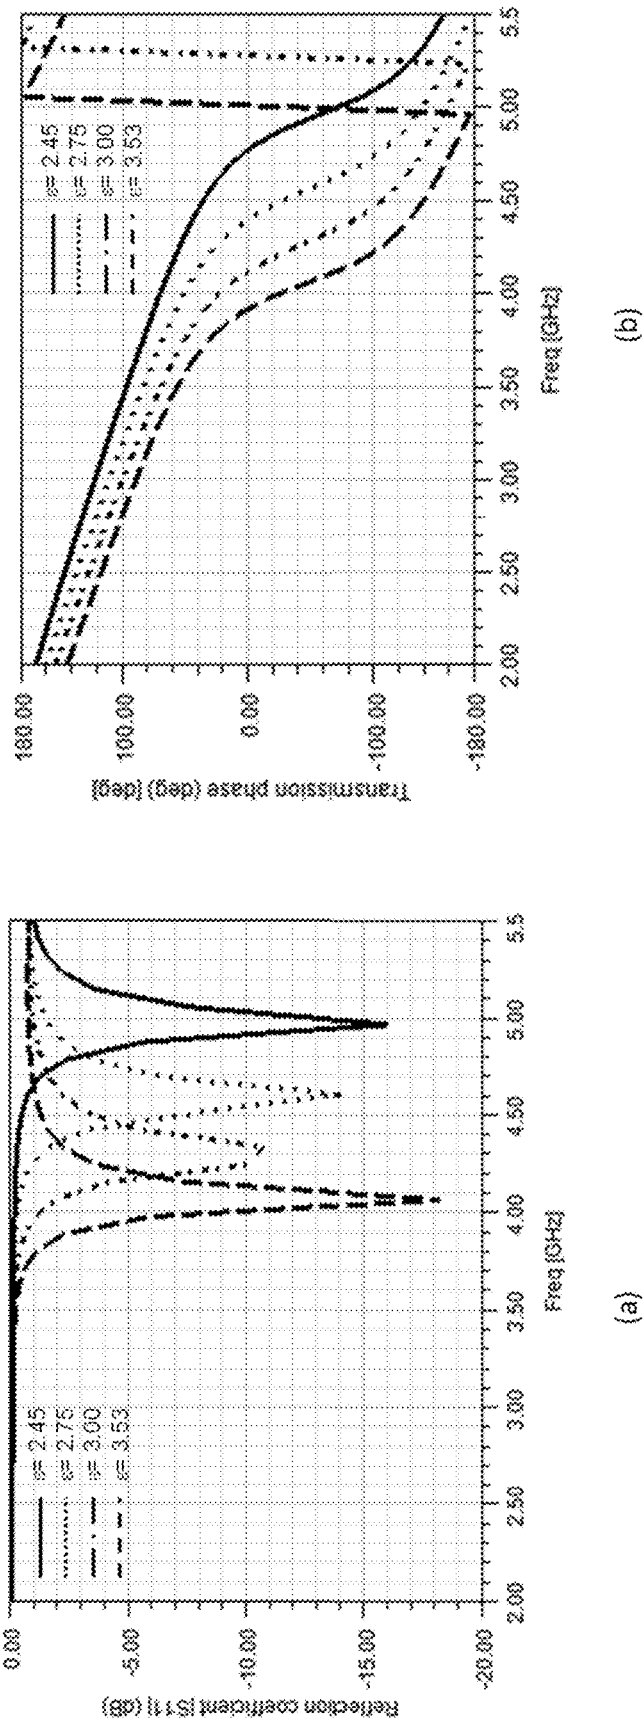 Reflection coefficient |S11| (dB)
0.00
-5.00
-10.00
-15.00
-20.00
ε= 2.45
ε= 2.75
ε= 3.00
ε= 3.53
2.00 2.50 3.00 3.50 4.00 4.50 5.00 5.5
Freq [GHz]
(a)
Transmission phase (deg) [deg]
180.00
100.00
0.00
-100.00
-180.00
ε= 2.45
ε= 2.75
ε= 3.00
ε= 3.53
2.00 2.50 3.00 3.50 4.00 4.50 5.00 5.5
Freq [GHz]
(b)